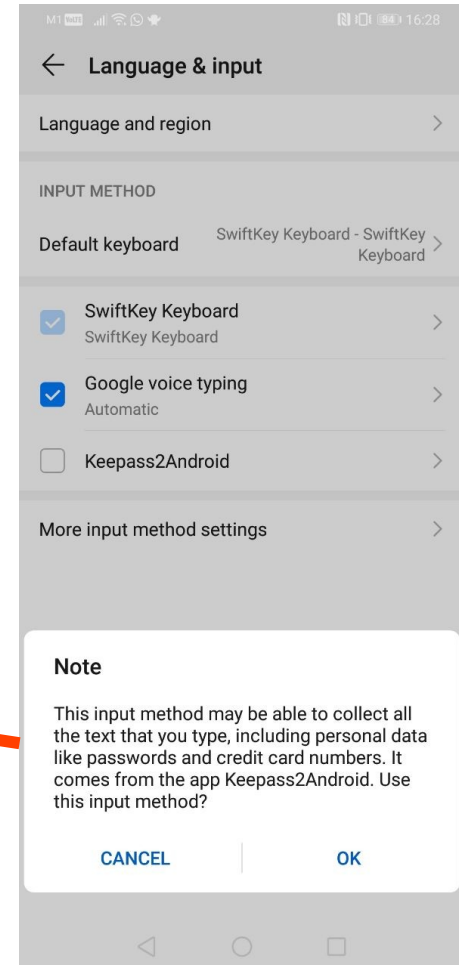 M1 16:28
84
Language & input
Language and region
INPUT METHOD
Default keyboard
SwiftKey Keyboard - SwiftKey
Keyboard
SwiftKey Keyboard
SwiftKey Keyboard
Google voice typing
Automatic
Keepass2Android
More input method settings
Note
This input method may be able to collect all
the text that you type, including personal data
like passwords and credit card numbers. It
comes from the app Keepass2Android. Use
this input method?
CANCEL OK